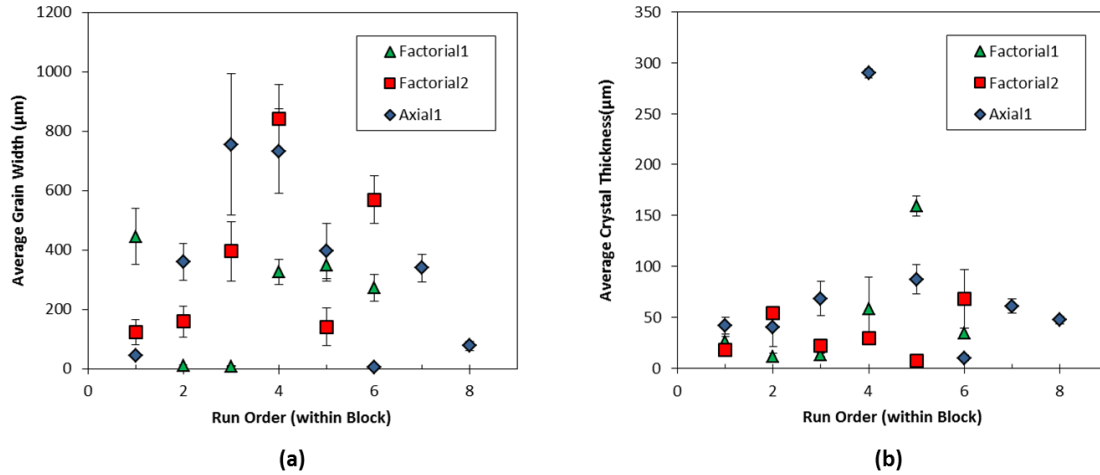 1200
1000
800
600
400
200
0
0 2 4 6 8
Average Grain Width (µm)
Run Order (within Block)
Factorial1
Factorial2
Axial1
(a)
350
300
250
200
150
100
50
0
0 2 4 6 8
Average Crystal Thickness(µm)
Run Order (within Block)
Factorial1
Factorial2
Axial1
(b)